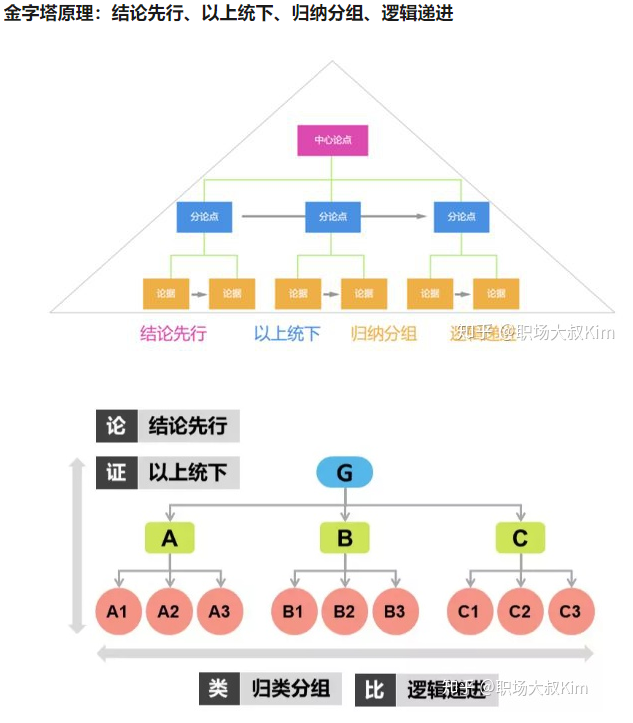 金字塔原理：结论先行、以上统下、归纳分组、逻辑递进
中心论点
分论点 分论点 分论点
论据 论据 论据 论据 论据 论据
结论先行 以上统下 归纳分组 逻辑递进
知乎 @职场大叔Kim
论 结论先行
证 以上统下
G
A B C
A1 A2 A3 B1 B2 B3 C1 C2 C3
类 归类分组 比 逻辑递进
知乎 @职场大叔Kim